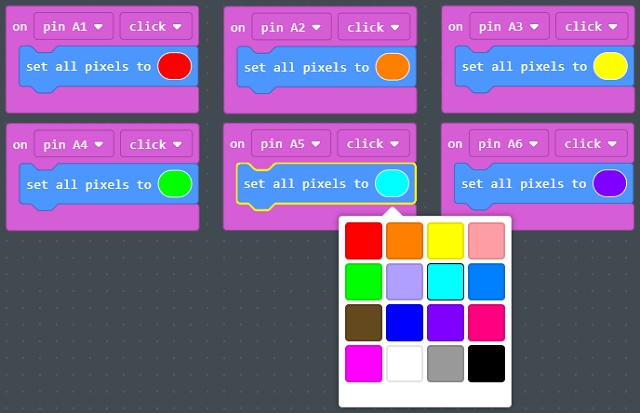 on pin A1 click
set all pixels to
on pin A2 click
set all pixels to
on pin A3 click
set all pixels to
on pin A4 click
set all pixels to
on pin A5 click
set all pixels to
on pin A6 click
set all pixels to